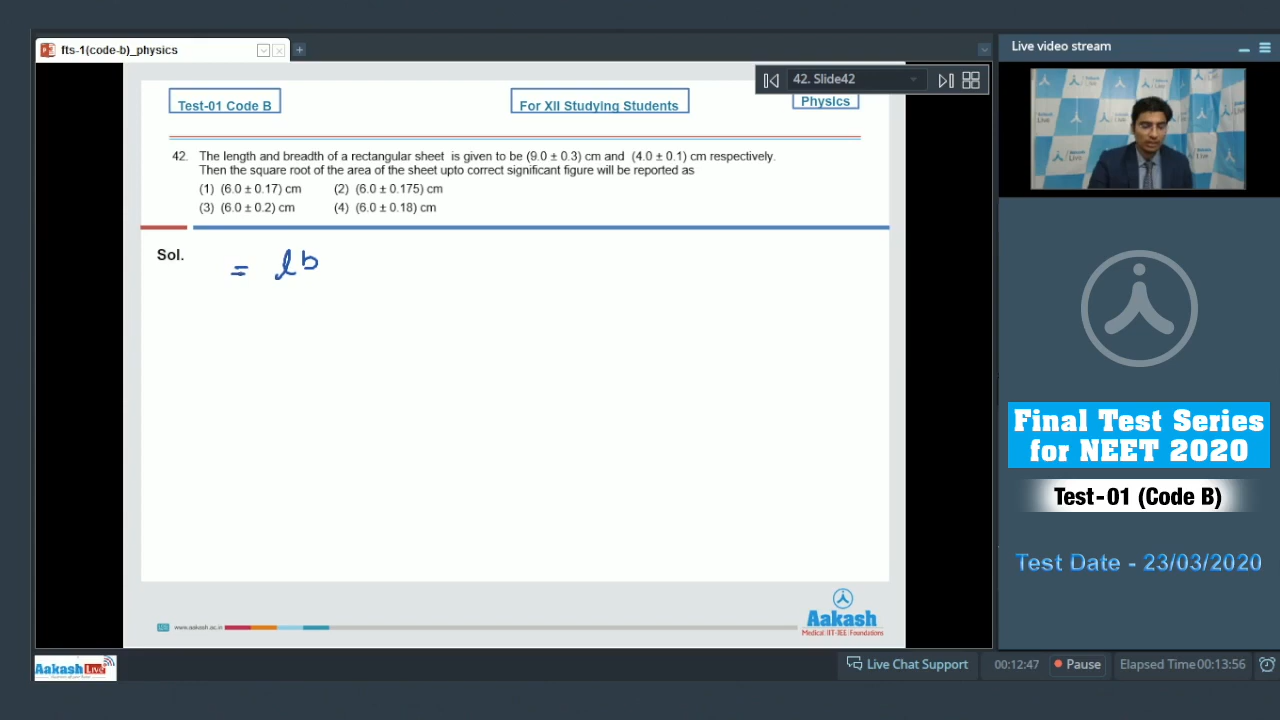 fts-1(code-b)_physics
Live video stream
42. Slide42
Test-01 Code B
For XII Studying Students
Physics
42. The length and breadth of a rectangular sheet is given to be (9.0 ± 0.3) cm and (4.0 ± 0.1) cm respectively.
Then the square root of the area of the sheet upto correct significant figure will be reported as
(1) (6.0 ± 0.17) cm (2) (6.0 ± 0.175) cm
(3) (6.0 ± 0.2) cm (4) (6.0 ± 0.18) cm
Sol.
= lb
Final Test Series
for NEET 2020
Test-01 (Code B)
Test Date - 23/03/2020
www.aakash.ac.in
Aakash
Medical|IIT-JEE|Foundations
Aakash Live
Live Chat Support
00:12:47
Pause
Elapsed Time 00:13:56